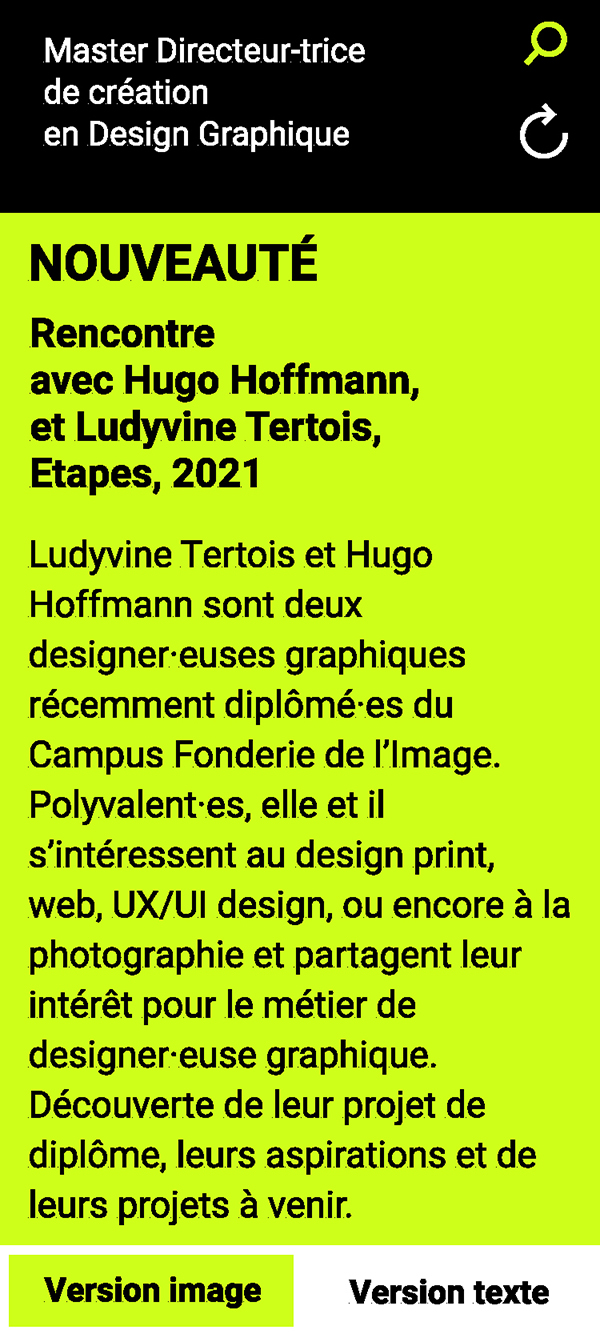 Master Directeur-trice
de création
en Design Graphique
NOUVEAUTÉ
Rencontre
avec Hugo Hoffmann,
et Ludyvine Tertois,
Etapes, 2021
Ludyvine Tertois et Hugo
Hoffmann sont deux
designer·euses graphiques
récemment diplômé·es du
Campus Fonderie de l’Image.
Polyvalent·es, elle et il
s’intéressent au design print,
web, UX/UI design, ou encore à la
photographie et partagent leur
intérêt pour le métier de
designer·euse graphique.
Découverte de leur projet de
diplôme, leurs aspirations et de
leurs projets à venir.
Version image
Version texte